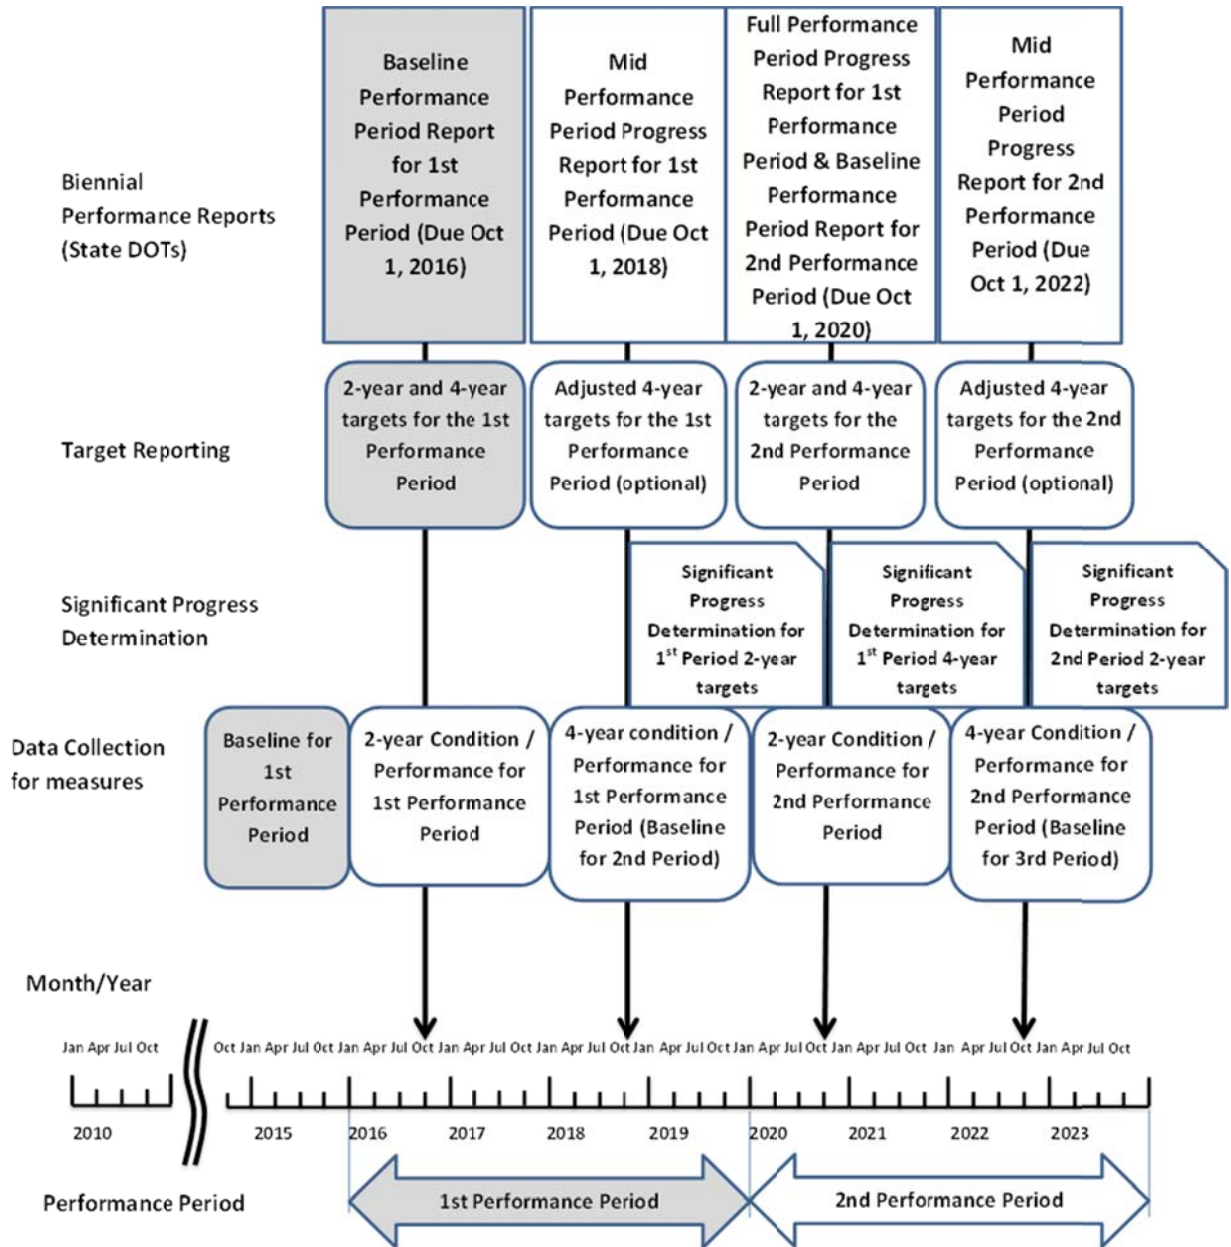 Biennial
Performance Reports
(State DOTs)
Baseline
Performance
Period Report
for 1st
Performance
Period (Due Oct
1, 2016)
Mid
Performance
Period Progress
Report for 1st
Performance
Period (Due Oct
1, 2018)
Full Performance
Period Progress
Report for 1st
Performance
Period & Baseline
Performance
Period Report for
2nd Performance
Period (Due Oct
1, 2020)
Mid
Performance
Period
Progress
Report for 2nd
Performance
Period (Due
Oct 1, 2022)
Target Reporting
2-year and 4-year
targets for the 1st
Performance
Period
Adjusted 4-year
targets for the 1st
Performance
Period (optional)
2-year and 4-year
targets for the
2nd Performance
Period
Adjusted 4-year
targets for the 2nd
Performance
Period (optional)
Significant Progress
Determination
Significant
Progress
Determination for
1st Period 2-year
targets
Significant
Progress
Determination for
1st Period 4-year
targets
Significant
Progress
Determination for
2nd Period 2-year
targets
Data Collection
for measures
Baseline for
1st
Performance
Period
2-year Condition /
Performance for
1st Performance
Period
4-year condition /
Performance for
1st Performance
Period (Baseline
for 2nd Period)
2-year Condition /
Performance for
2nd Performance
Period
4-year Condition /
Performance for
2nd Performance
Period (Baseline
for 3rd Period)
Month/Year
Jan Apr Jul Oct Oct Jan Apr Jul Oct Jan Apr Jul Oct Jan Apr Jul Oct Jan Apr Jul Oct Jan Apr Jul Oct Jan Apr Jul Oct Jan Apr Jul Oct Jan Apr Jul Oct Jan Apr Jul Oct
2010 2015 2016 2017 2018 2019 2020 2021 2022 2023
Performance Period
1st Performance Period
2nd Performance Period